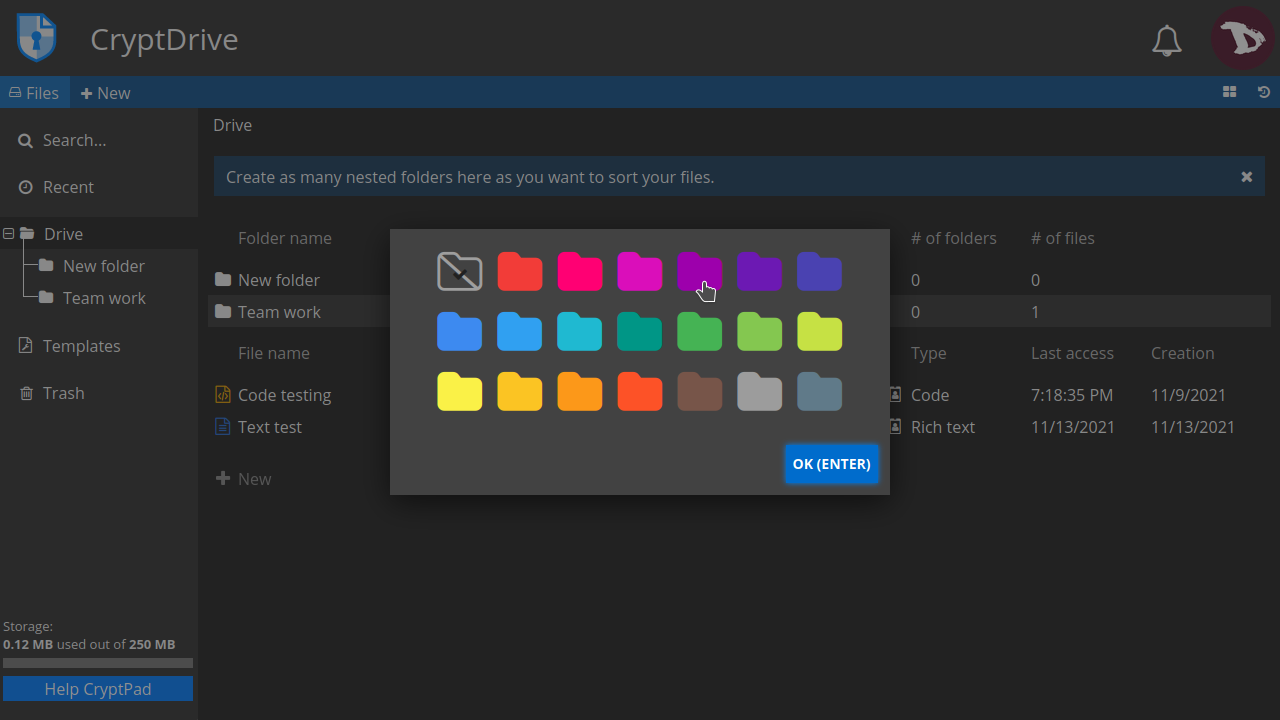 CryptDrive
Files
New
Search...
Recent
Drive
New folder
Team work
Templates
Trash
Storage:
0.12 MB used out of 250 MB
Help CryptPad
Drive
Create as many nested folders here as you want to sort your files.
Folder name # of folders # of files
New folder 0 0
Team work 0 1
File name Type Last access Creation
Code testing Code 7:18:35 PM 11/9/2021
Text test Rich text 11/13/2021 11/13/2021
New
OK (ENTER)